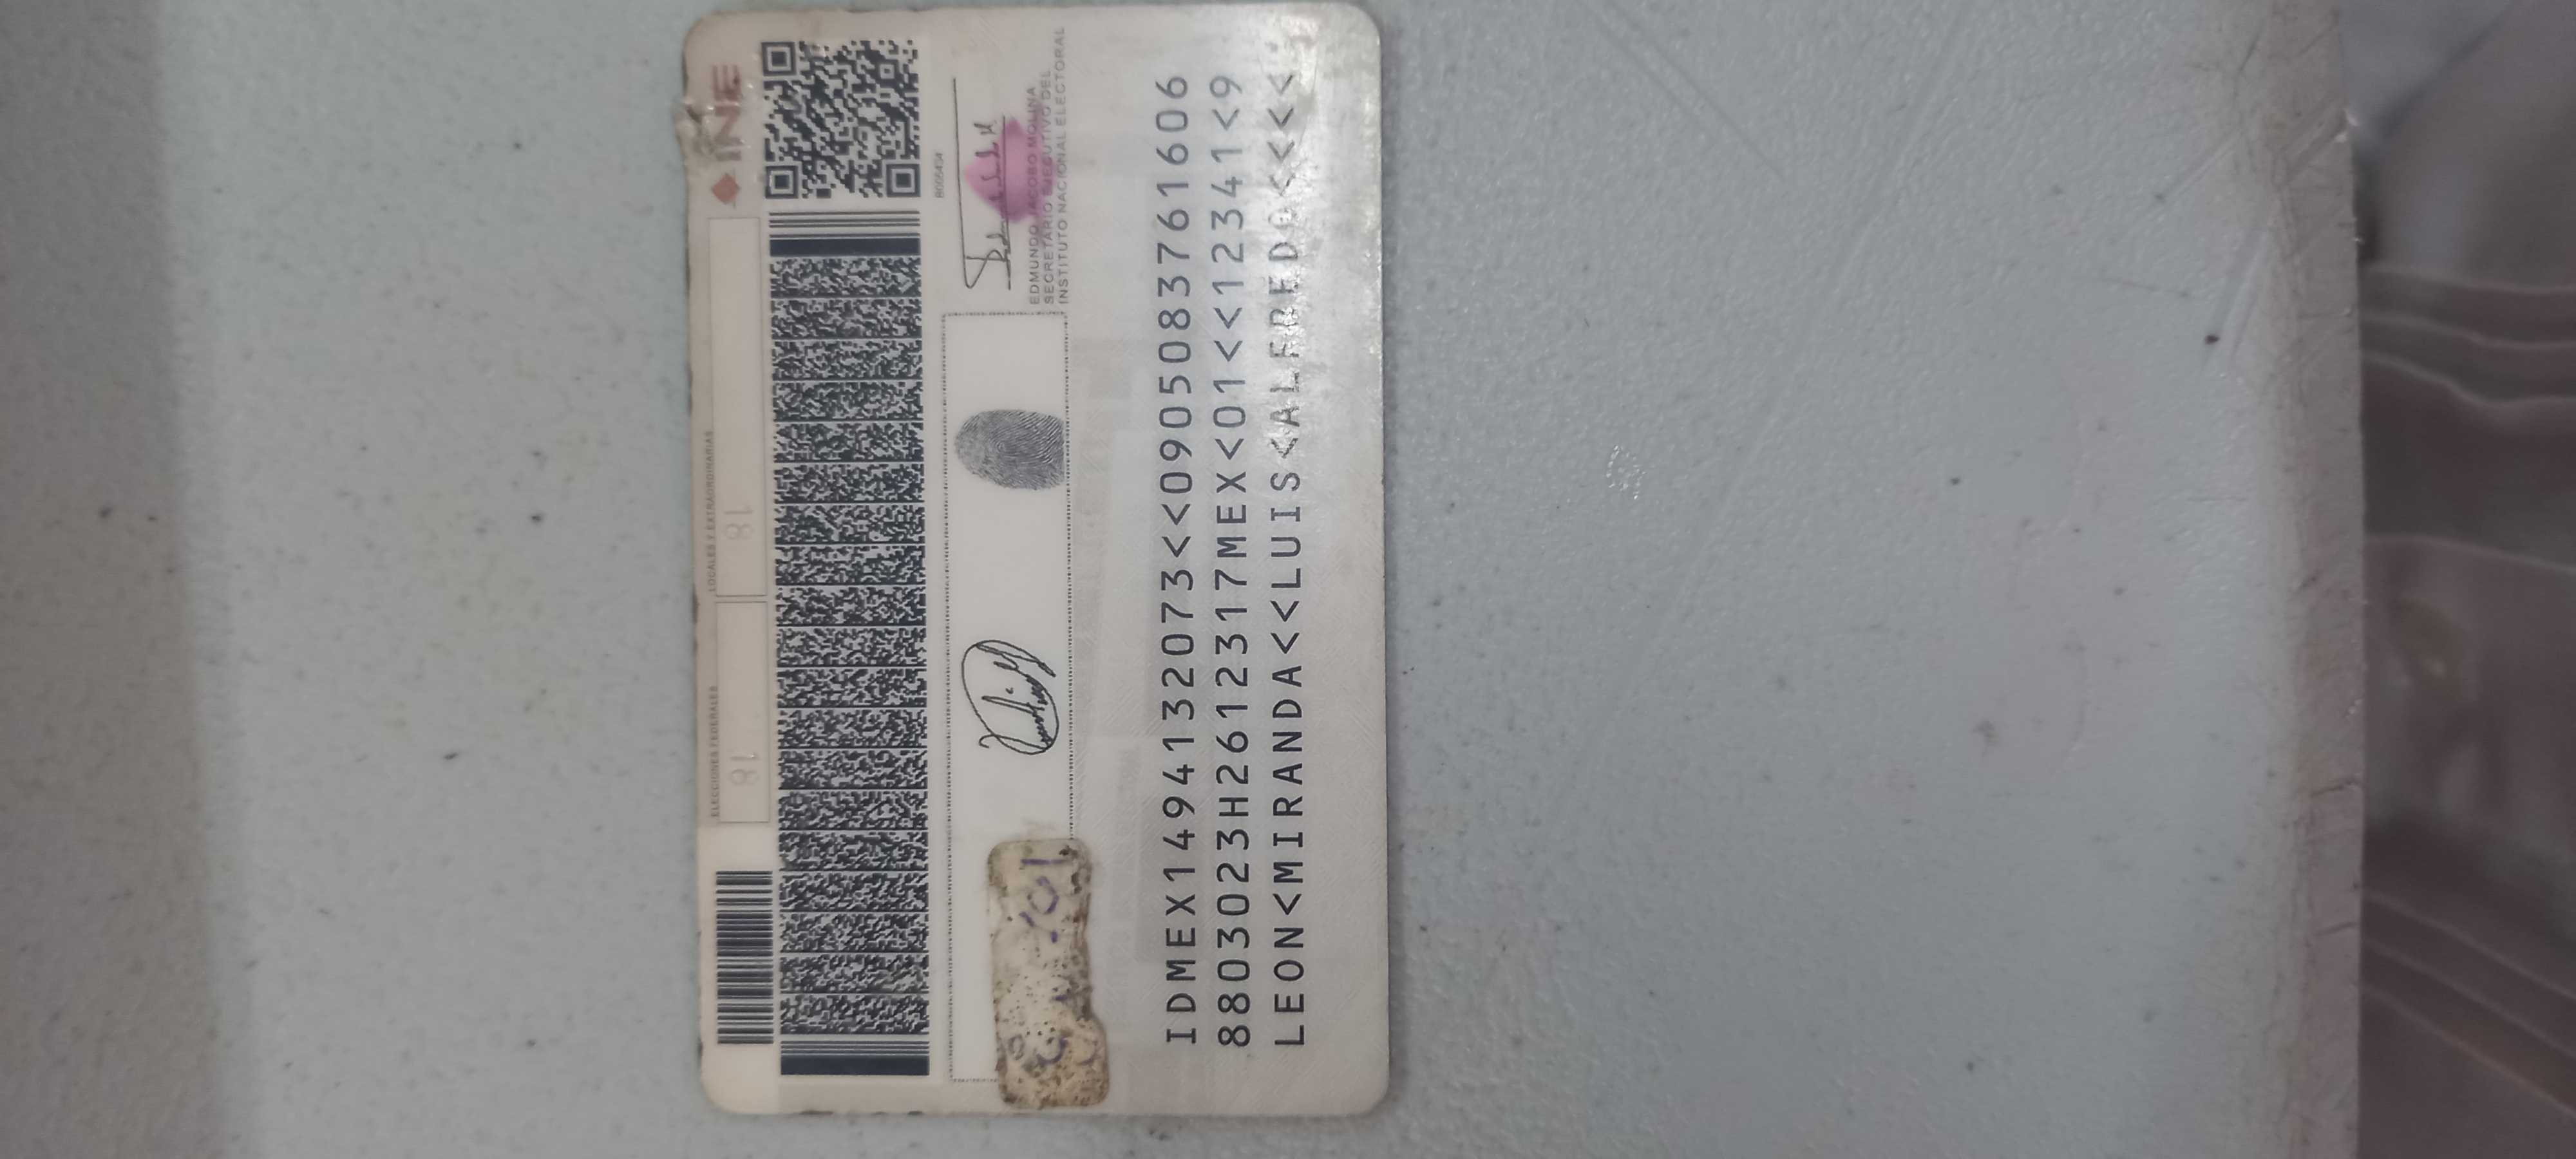 ELECCIONES FEDERALES
LOCALES Y EXTRAORDINARIAS
INE
18
18
EDMUNDO JACOBO MOLINA
SECRETARIO EJECUTIVO DEL
INSTITUTO NACIONAL ELECTORAL
IDMEX1494132073<<0905083761606
8803023H2612317MEX<01<<12341<9
LEON<MIRANDA<<LUIS<ALFREDO<<<<